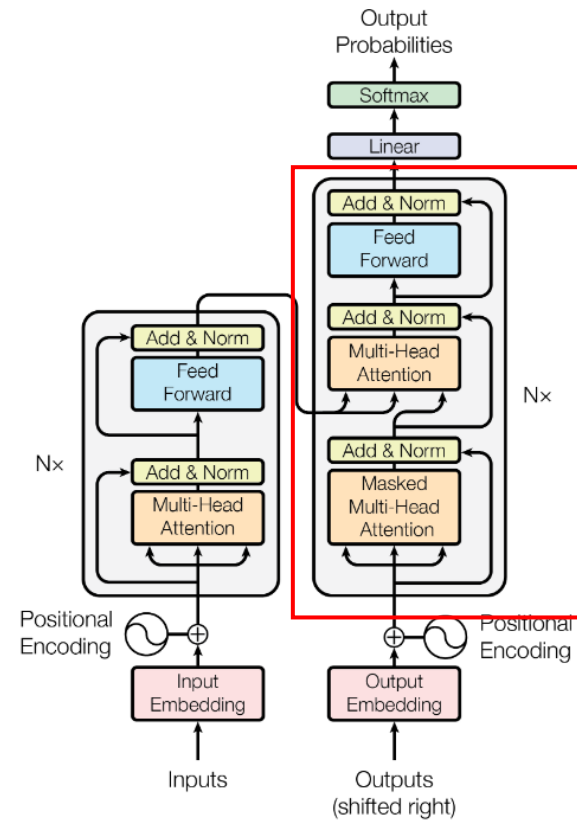 Output
Probabilities
Softmax
Linear
Add & Norm
Feed
Forward
Add & Norm
Multi-Head
Attention
Add & Norm
Masked
Multi-Head
Attention
N×
Add & Norm
Feed
Forward
Add & Norm
Multi-Head
Attention
N×
Positional
Encoding
Positional
Encoding
Input
Embedding
Output
Embedding
Inputs
Outputs
(shifted right)